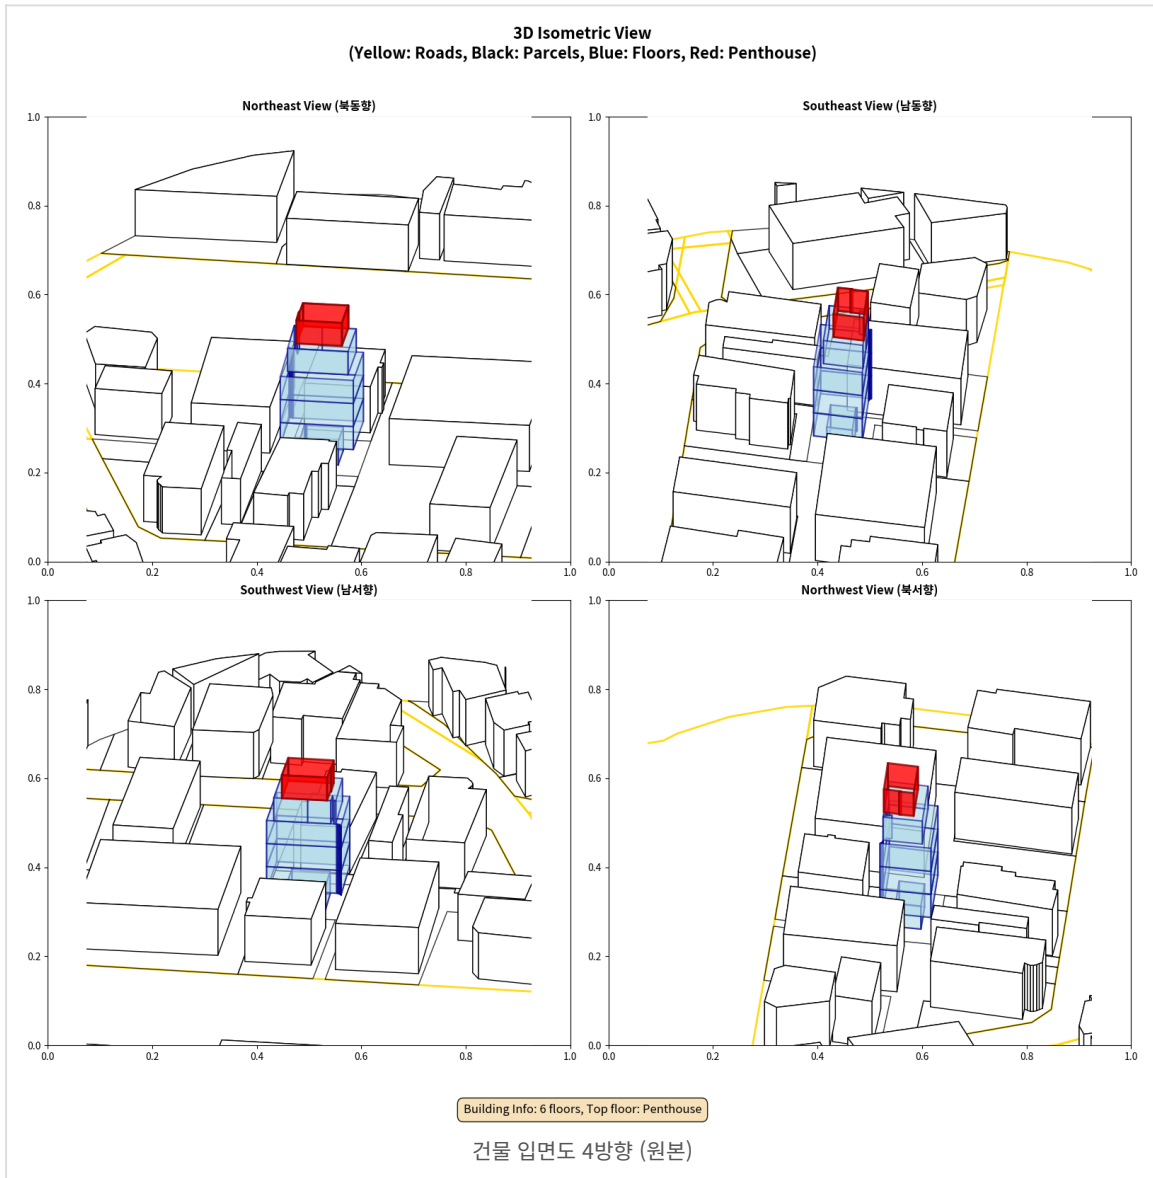 3D Isometric View
(Yellow: Roads, Black: Parcels, Blue: Floors, Red: Penthouse)
Northeast View (북동향)
1.0
0.8
0.6
0.4
0.2
0.0
0.0 0.2 0.4 0.6 0.8 1.0
Southeast View (남동향)
1.0
0.8
0.6
0.4
0.2
0.0
0.0 0.2 0.4 0.6 0.8 1.0
Southwest View (남서향)
1.0
0.8
0.6
0.4
0.2
0.0
0.0 0.2 0.4 0.6 0.8 1.0
Northwest View (북서향)
1.0
0.8
0.6
0.4
0.2
0.0
0.0 0.2 0.4 0.6 0.8 1.0
Building Info: 6 floors, Top floor: Penthouse
건물 입면도 4방향 (원본)